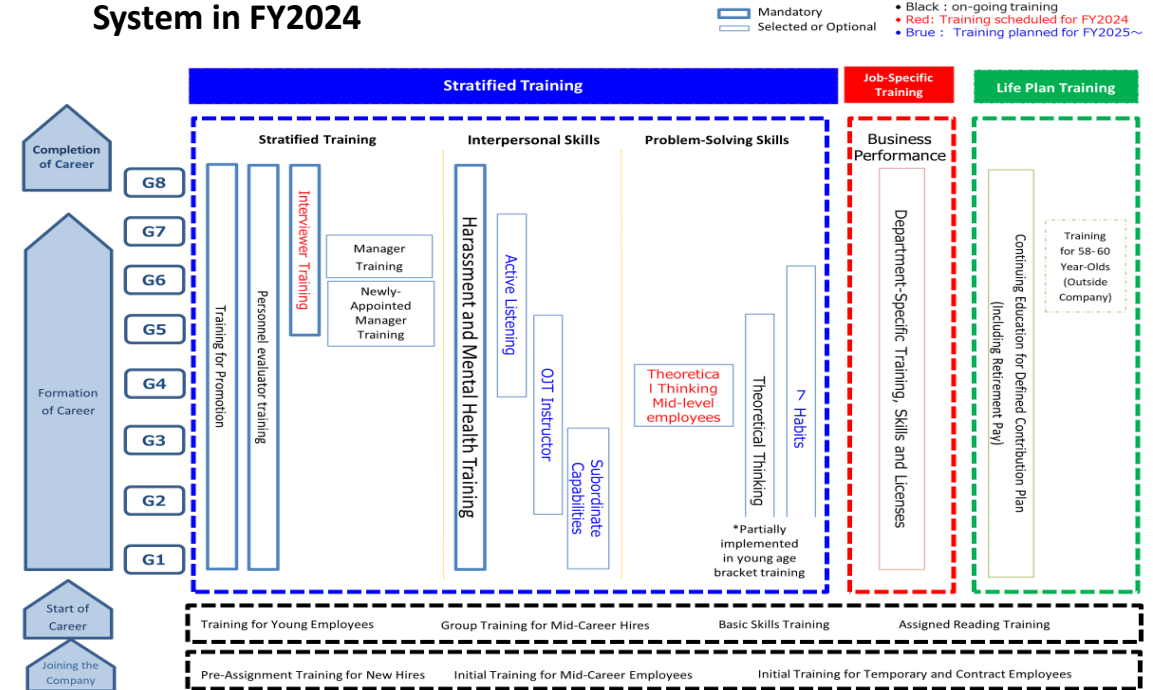 System in FY2024
Mandatory
Selected or Optional
• Black : on-going training
• Red: Training scheduled for FY2024
• Brue : Training planned for FY2025~
Stratified Training
Job-Specific
Training
Life Plan Training
Completion
of Career
Formation
of Career
Start of
Career
Joining the
Company
G8
G7
G6
G5
G4
G3
G2
G1
Stratified Training
Training for Promotion
Personnel evaluator training
Interviewer Training
Manager
Training
Newly-
Appointed
Manager
Training
Interpersonal Skills
Harassment and Mental Health Training
Active Listening
OJT Instructor
Subordinate
Capabilities
Problem-Solving Skills
Theoretica
l Thinking
Mid-level
employees
Theoretical Thinking
7 Habits
*Partially
implemented
in young age
bracket training
Business
Performance
Department-Specific Training, Skills and Licenses
Continuing Education for Defined Contribution Plan
(Including Retirement Pay)
Training
for 58-60
Year-Olds
(Outside
Company)
Training for Young Employees
Group Training for Mid-Career Hires
Basic Skills Training
Assigned Reading Training
Pre-Assignment Training for New Hires
Initial Training for Mid-Career Employees
Initial Training for Temporary and Contract Employees